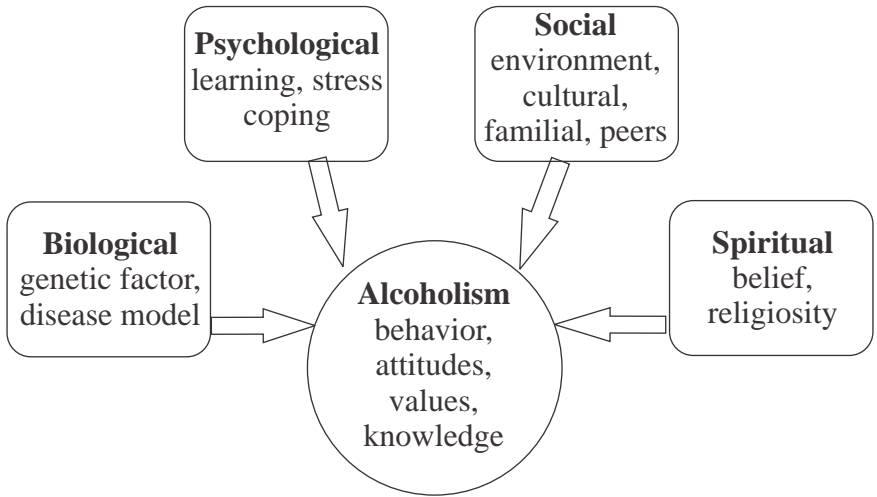 Psychological
learning, stress
coping
Social
environment,
cultural,
familial, peers
Biological
genetic factor,
disease model
Spiritual
belief,
religiosity
Alcoholism
behavior,
attitudes,
values,
knowledge